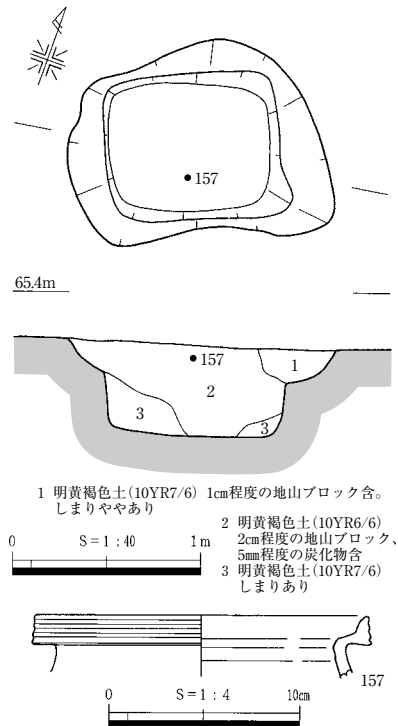 157
65.4m
157
1
2
3
3
1 明黄褐色土(10YR7/6) 1㎝程度の地山ブロック含。
しまりややあり
2 明黄褐色土(10YR6/6)
2㎝程度の地山ブロック、
5㎜程度の炭化物含
3 明黄褐色土(10YR7/6)
しまりあり
0 S=1:40 1m
157
0 S=1:4 10㎝